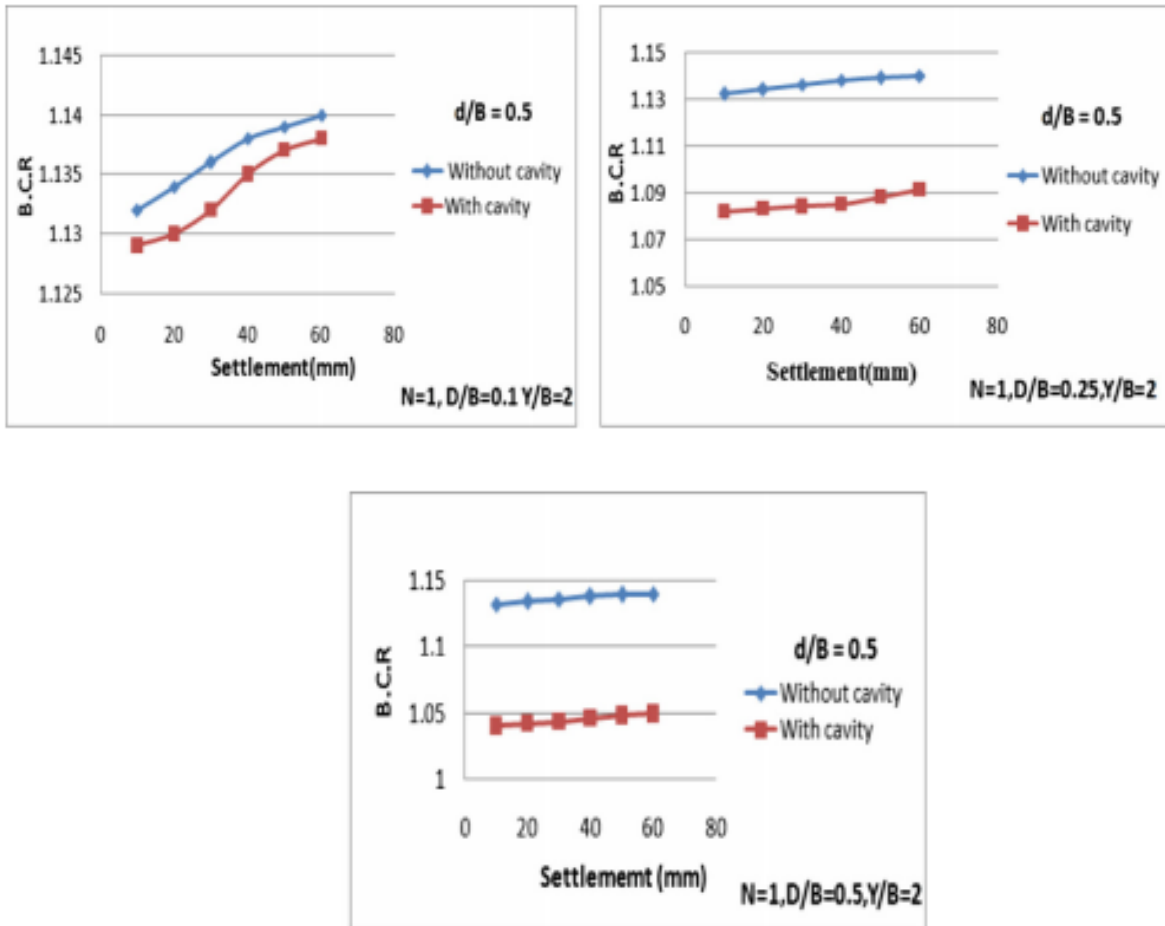 1.145
1.14
1.135
1.13
1.125
B.C.R
0 20 40 60 80
Settlement(mm)
d/B = 0.5
Without cavity
With cavity
N=1, D/B=0.1 Y/B=2
1.15
1.13
1.11
1.09
1.07
1.05
B.C.R
0 20 40 60 80
Settlement(mm)
d/B = 0.5
Without cavity
With cavity
N=1,D/B=0.25,Y/B=2
1.15
1.1
1.05
1
B.C.R
0 20 40 60 80
Settlememt (mm)
d/B = 0.5
Without cavity
With cavity
N=1,D/B=0.5,Y/B=2